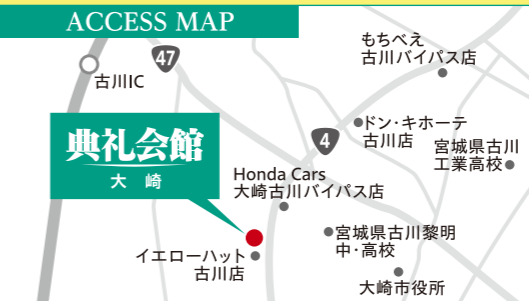 ACCESS MAP
47
古川IC
もちべえ
古川バイパス店
ドン・キホーテ
古川店
4
宮城県古川
工業高校
典礼会館
大崎
Honda Cars
大崎古川バイパス店
宮城県古川黎明
中・高校
イエローハット
古川店
大崎市役所